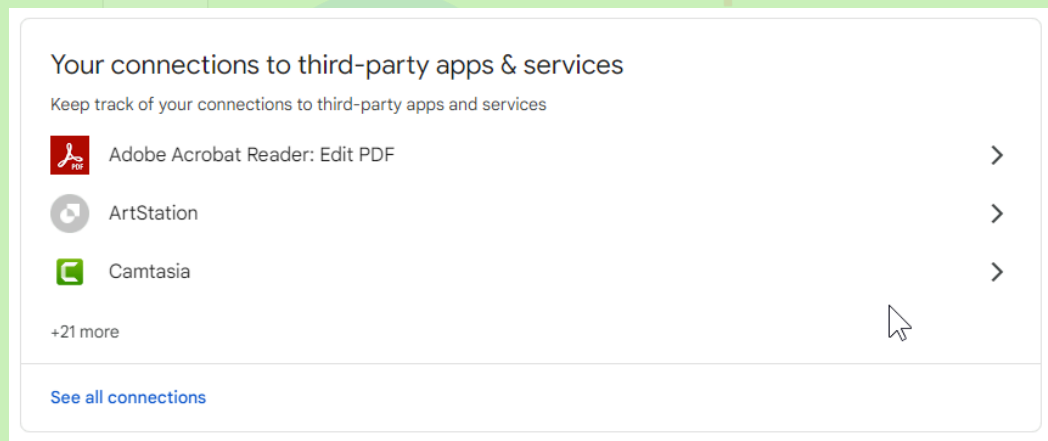 Your connections to third-party apps & services
Keep track of your connections to third-party apps and services
PDF
Adobe Acrobat Reader: Edit PDF
ArtStation
Camtasia
+21 more
See all connections